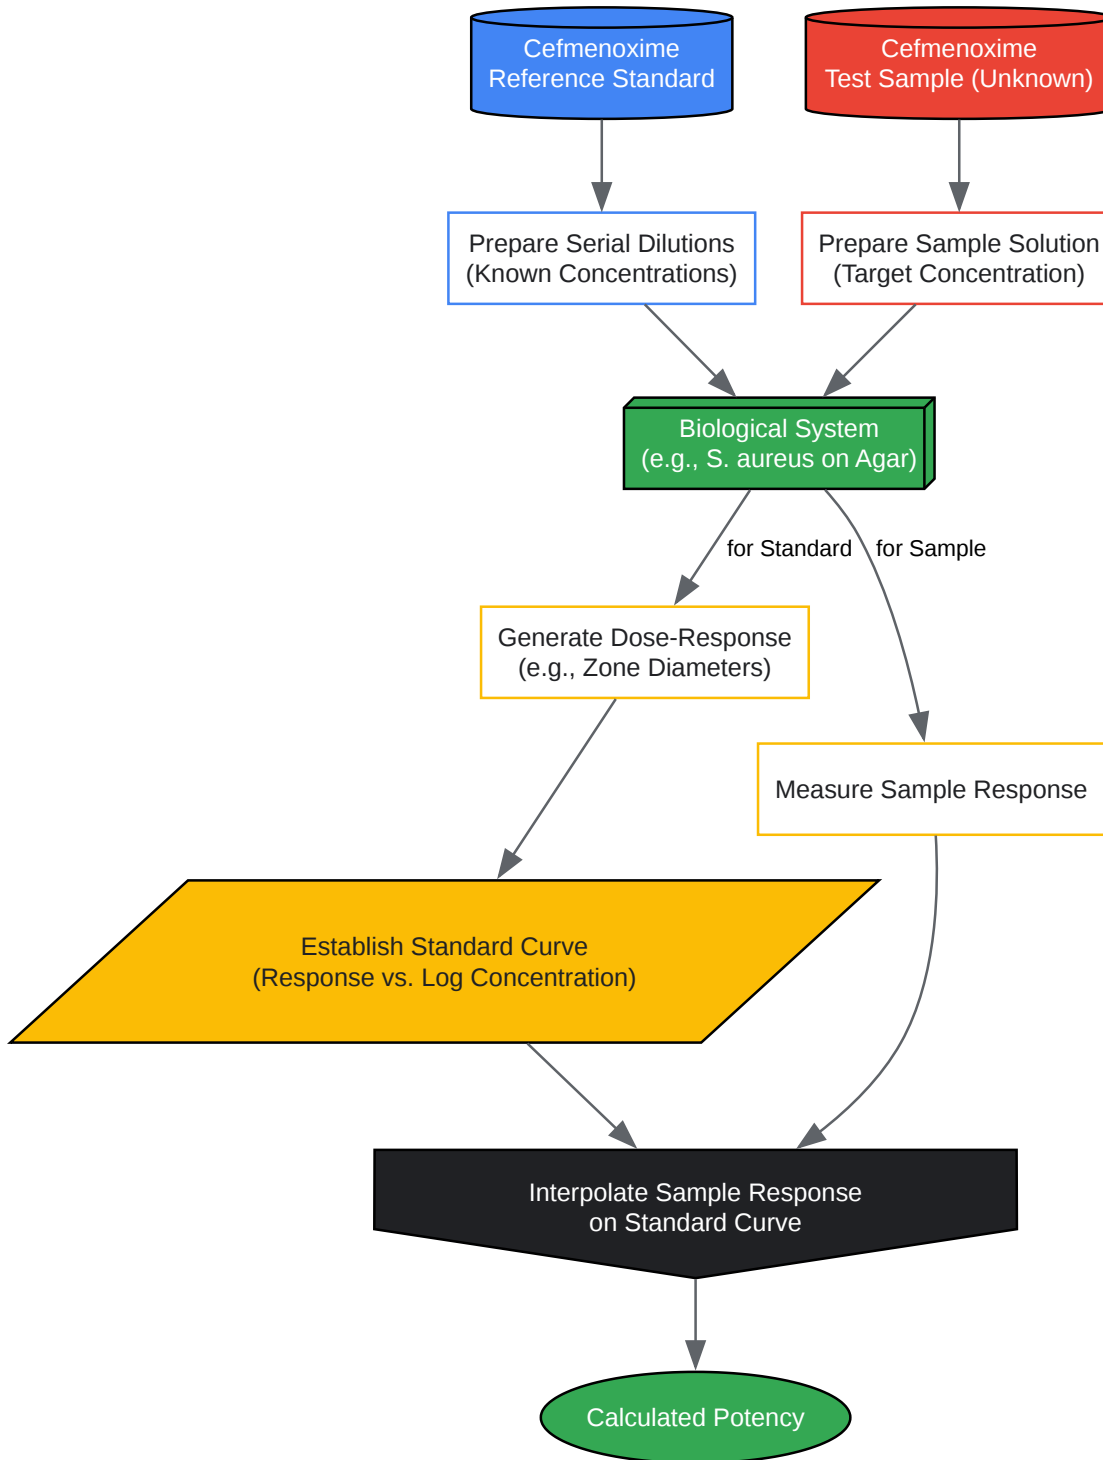 Cefmenoxime
Reference Standard
Cefmenoxime
Test Sample (Unknown)
Prepare Serial Dilutions
(Known Concentrations)
Prepare Sample Solution
(Target Concentration)
Biological System
(e.g., S. aureus on Agar)
for Standard
for Sample
Generate Dose-Response
(e.g., Zone Diameters)
Measure Sample Response
Establish Standard Curve
(Response vs. Log Concentration)
Interpolate Sample Response
on Standard Curve
Calculated Potency